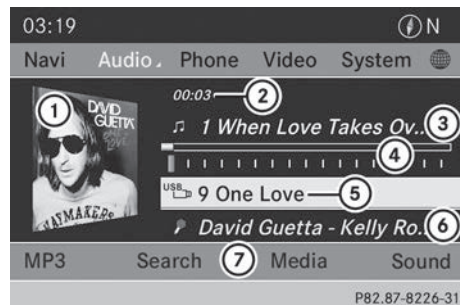 03:19 N
Navi Audio Phone Video System
00:03 2
1 DAVID GUETTA
1 When Love Takes Ov.. 3
4
USB 9 One Love 5
David Guetta - Kelly Ro.. 6
MP3 Search 7 Media Sound
P82.87-8226-31